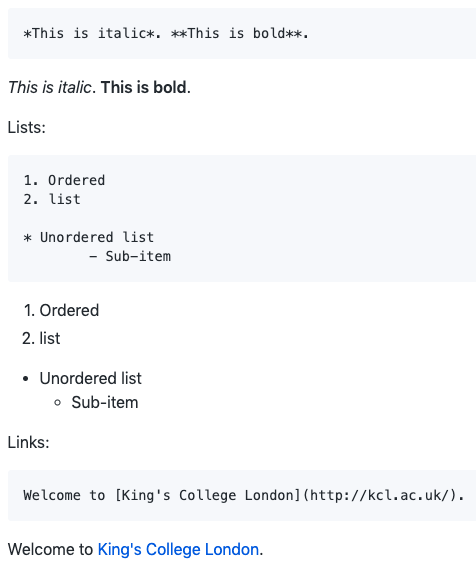 *This is italic*. **This is bold**.
This is italic. This is bold.
Lists:
1. Ordered
2. list
* Unordered list
        - Sub-item
1. Ordered
2. list
• Unordered list
◦ Sub-item
Links:
Welcome to [King's College London](http://kcl.ac.uk/).
Welcome to King's College London.